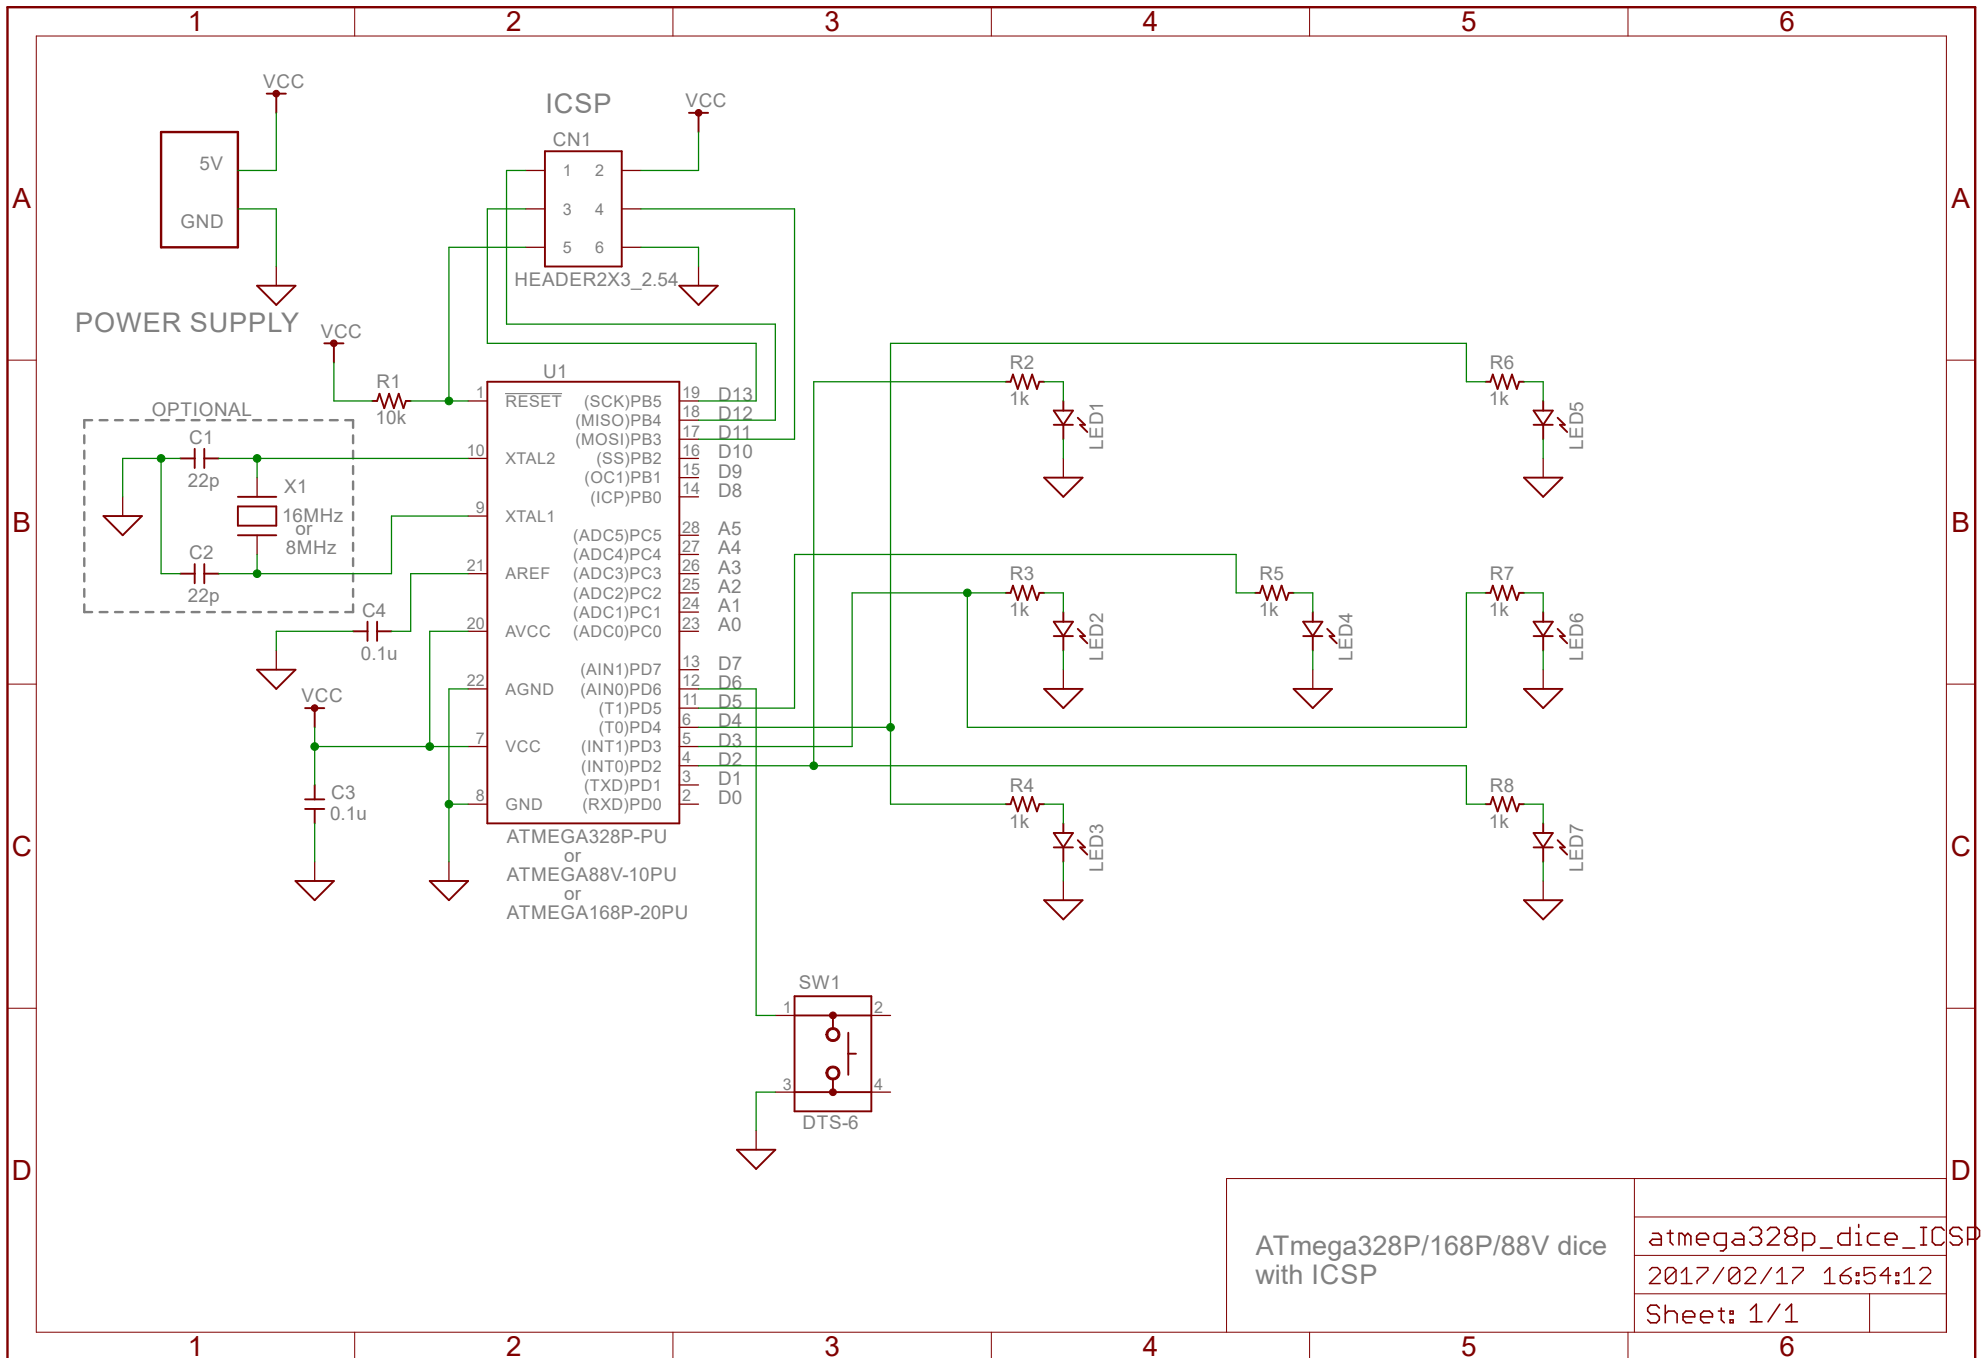 1 2 3 4 5 6
A A
B B
C C
D D
1 2 3 4 5 6
VCC
5V
GND
POWER SUPPLY
ICSP
CN1
VCC
1 2
3 4
5 6
HEADER2X3_2.54
VCC
R1
10k
OPTIONAL
C1
22p
X1
16MHz
or
8MHz
C2
22p
C4
0.1u
VCC
C3
0.1u
U1
1 RESET (SCK)PB5 19 D13
(MISO)PB4 18 D12
(MOSI)PB3 17 D11
10 XTAL2 (SS)PB2 16 D10
(OC1)PB1 15 D9
(ICP)PB0 14 D8
9 XTAL1
(ADC5)PC5 28 A5
(ADC4)PC4 27 A4
21 AREF (ADC3)PC3 26 A3
(ADC2)PC2 25 A2
(ADC1)PC1 24 A1
20 AVCC (ADC0)PC0 23 A0
(AIN1)PD7 13 D7
22 AGND (AIN0)PD6 12 D6
(T1)PD5 11 D5
(T0)PD4 6 D4
7 VCC (INT1)PD3 5 D3
(INT0)PD2 4 D2
(TXD)PD1 3 D1
8 GND (RXD)PD0 2 D0
ATMEGA328P-PU
or
ATMEGA88V-10PU
or
ATMEGA168P-20PU
R2
1k
LED1
R6
1k
LED5
R3
1k
LED2
R5
1k
LED4
R7
1k
LED6
R4
1k
LED3
R8
1k
LED7
SW1
1 2
3 4
DTS-6
ATmega328P/168P/88V dice
with ICSP
atmega328p_dice_ICSP
2017/02/17 16:54:12
Sheet: 1/1